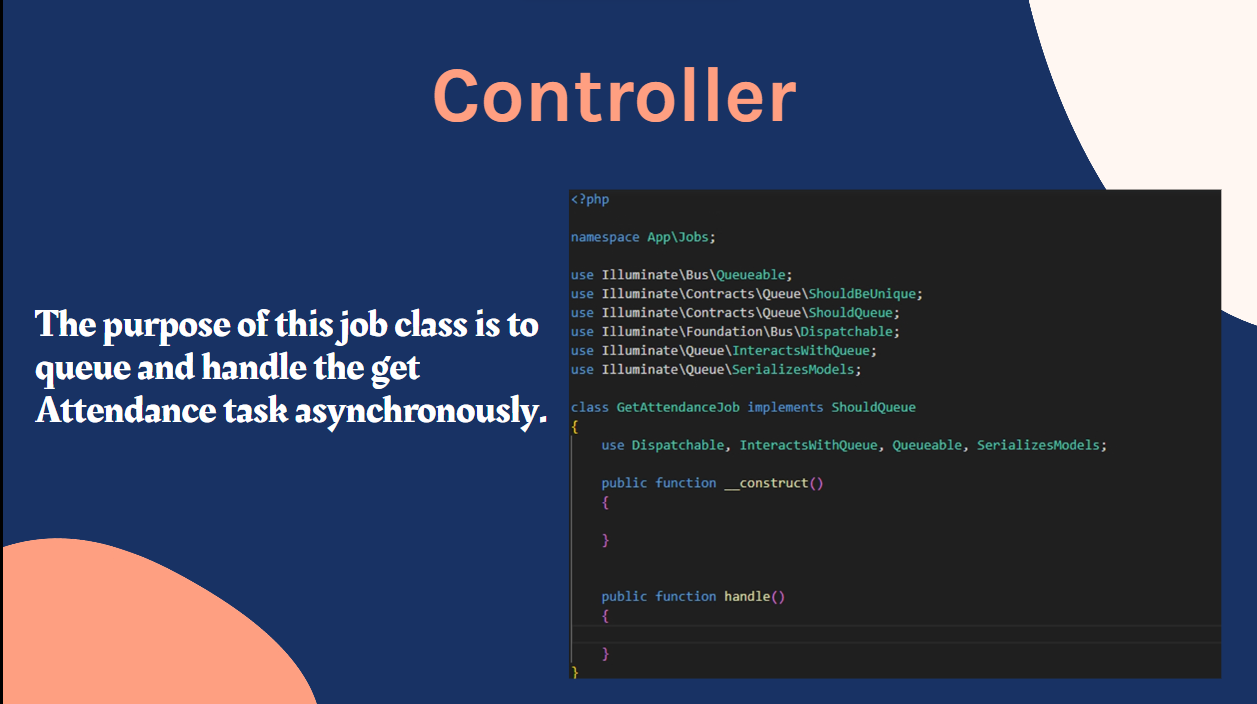 Controller
The purpose of this job class is to
queue and handle the get
Attendance task asynchronously.
<?php
namespace App\Jobs;
use Illuminate\Bus\Queueable;
use Illuminate\Contracts\Queue\ShouldBeUnique;
use Illuminate\Contracts\Queue\ShouldQueue;
use Illuminate\Foundation\Bus\Dispatchable;
use Illuminate\Queue\InteractsWithQueue;
use Illuminate\Queue\SerializesModels;
class GetAttendanceJob implements ShouldQueue
{
    use Dispatchable, InteractsWithQueue, Queueable, SerializesModels;
    public function __construct()
    {
    }
    public function handle()
    {
    }
}